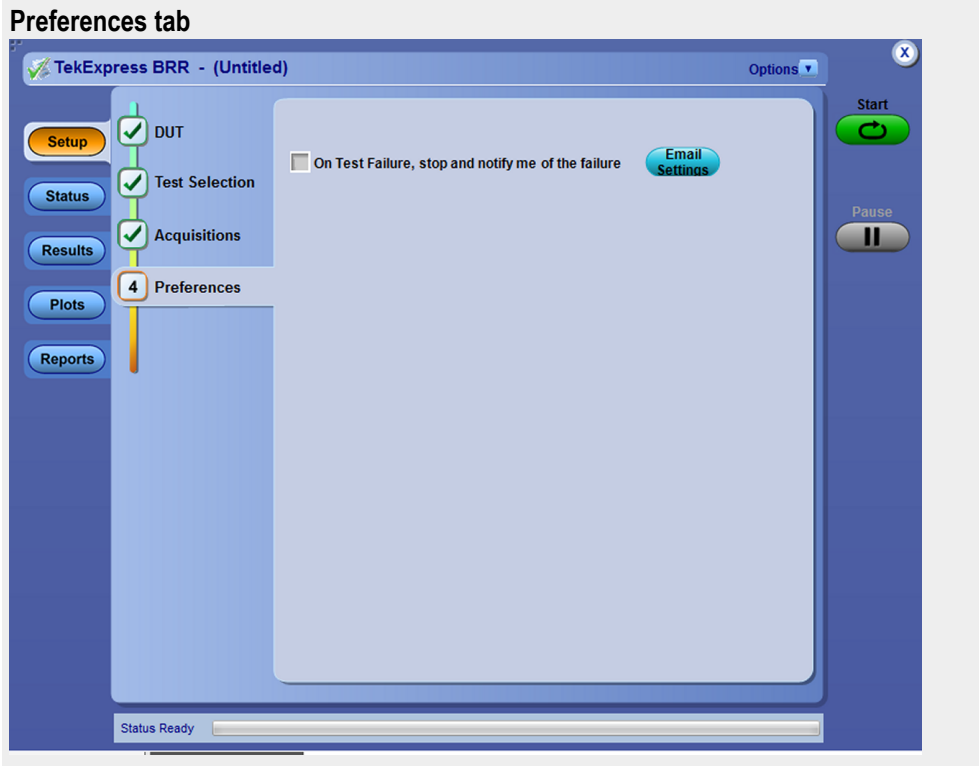 Preferences tab
TekExpress BRR - (Untitled)
Options
X
Start
Setup
DUT
On Test Failure, stop and notify me of the failure
Email
Settings
Test Selection
Status
Pause
Acquisitions
Results
4 Preferences
Plots
Reports
Status Ready